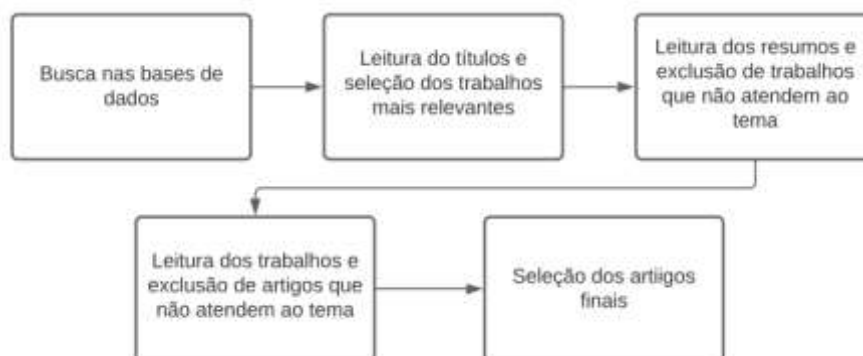 Busca nas bases de
dados
Leitura do títulos e
seleção dos trabalhos
mais relevantes
Leitura dos resumos e
exclusão de trabalhos
que não atendem ao
tema
Leitura dos trabalhos e
exclusão de artigos que
não atendem ao tema
Seleção dos artiigos
finais